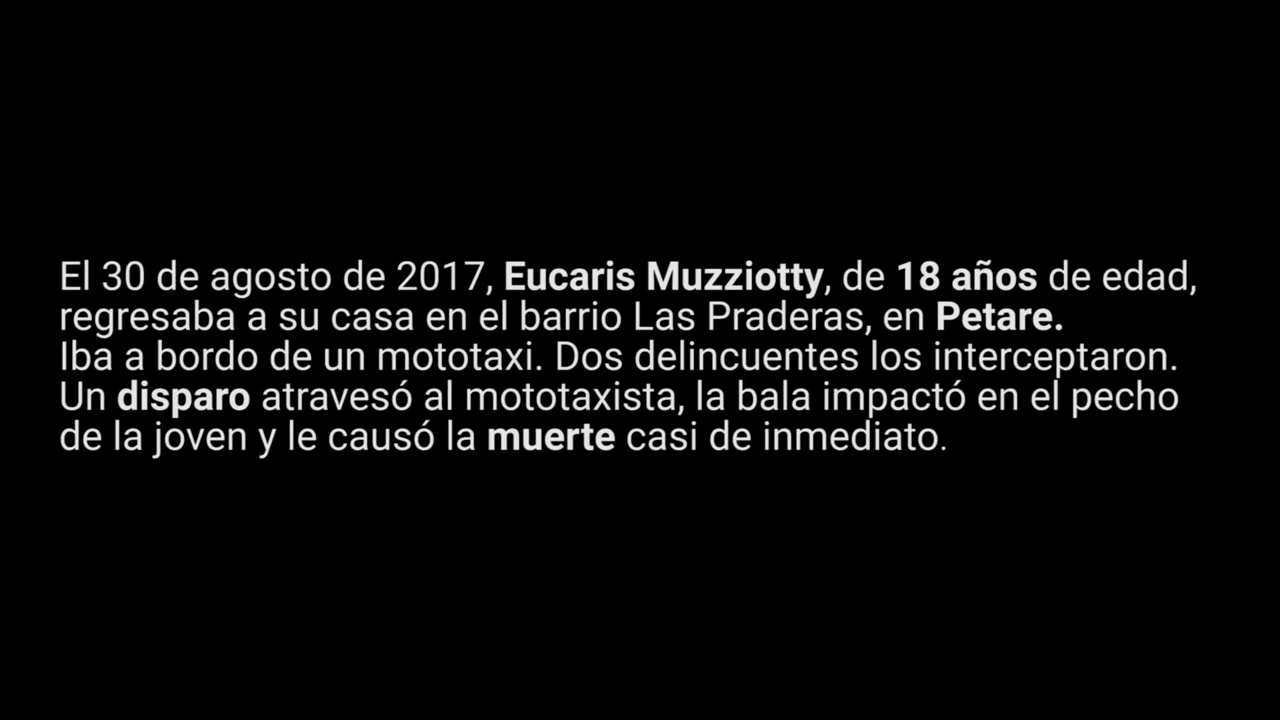 El 30 de agosto de 2017, Eucaris Muzziotty, de 18 años de edad,
regresaba a su casa en el barrio Las Praderas, en Petare.
Iba a bordo de un mototaxi. Dos delincuentes los interceptaron.
Un disparo atravesó al mototaxista, la bala impactó en el pecho
de la joven y le causó la muerte casi de inmediato.